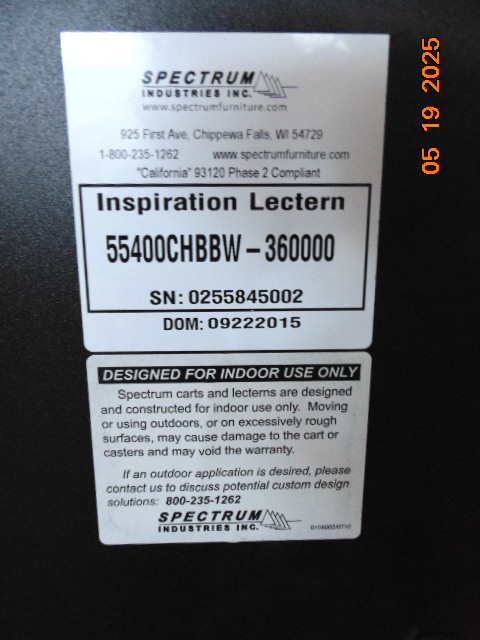 SPECTRUM
INDUSTRIES INC.
www.spectrumfurniture.com
925 First Ave, Chippewa Falls, WI 54729
1-800-235-1262 www.spectrumfurniture.com
"California" 93120 Phase 2 Compliant
Inspiration Lectern
55400CHBBW-360000
SN: 0255845002
DOM: 09222015
DESIGNED FOR INDOOR USE ONLY
Spectrum carts and lecterns are designed
and constructed for indoor use only. Moving
or using outdoors, or on excessively rough
surfaces, may cause damage to the cart or
casters and may void the warranty.
If an outdoor application is desired, please
contact us to discuss potential custom design
solutions: 800-235-1262
SPECTRUM
INDUSTRIES INC.
05 19 2025